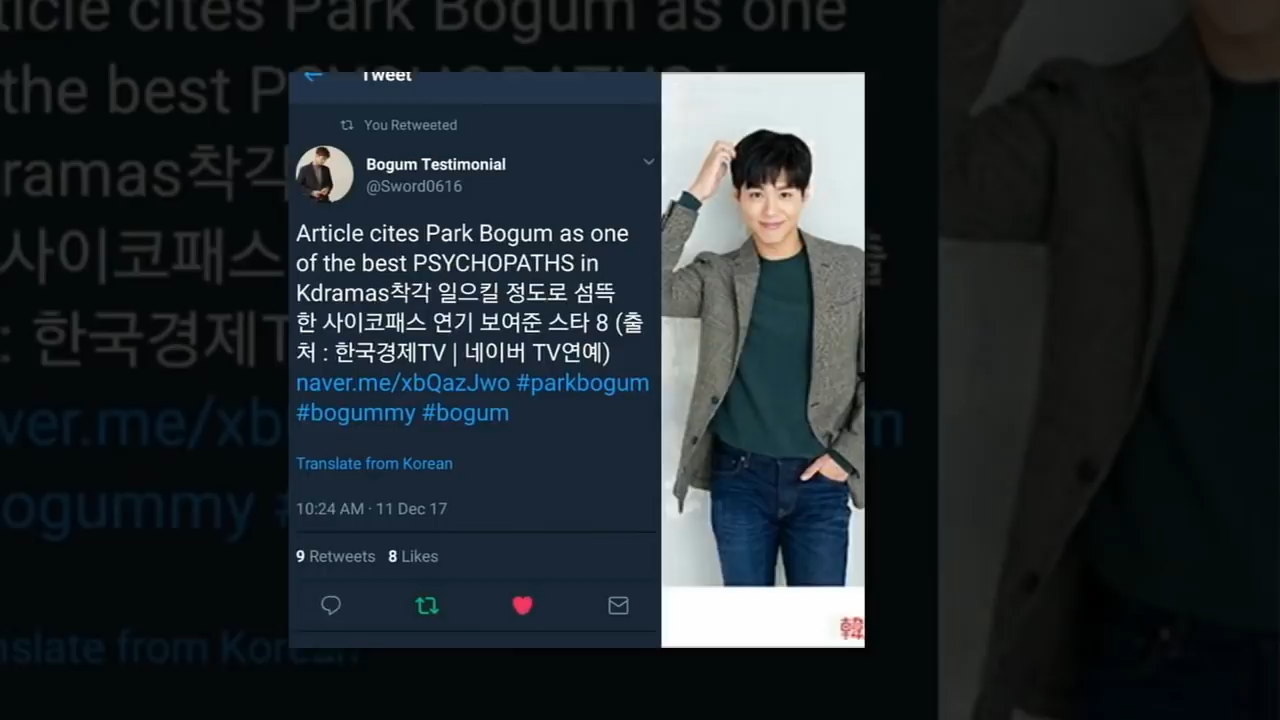 Tweet
You Retweeted
Bogum Testimonial
@Sword0616
Article cites Park Bogum as one
of the best PSYCHOPATHS in
Kdramas착각 일으킬 정도로 섬뜩
한 사이코패스 연기 보여준 스타 8 (출
처 : 한국경제TV | 네이버 TV연예)
naver.me/xbQazJwo #parkbogum
#bogummy #bogum
Translate from Korean
10:24 AM · 11 Dec 17
9 Retweets 8 Likes
韓